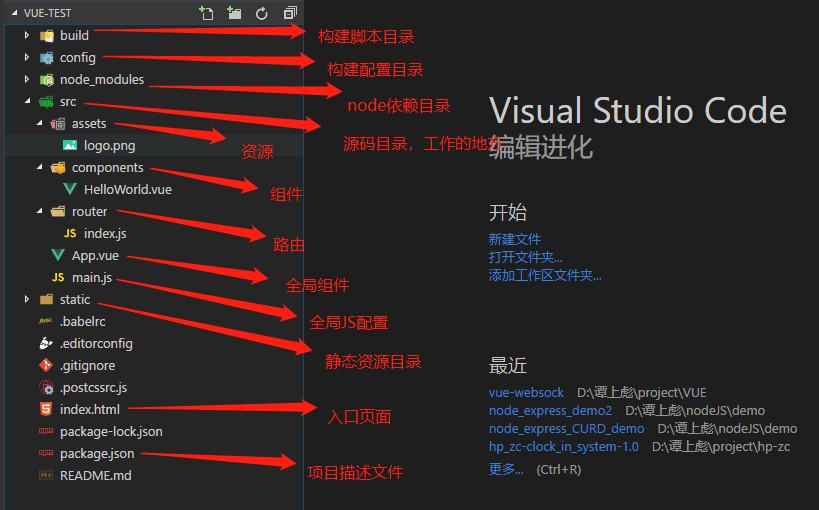 VUE-TEST
build
构建脚本目录
config
构建配置目录
node_modules
node依赖目录
src
源码目录，工作的地方
assets
资源
logo.png
components
组件
HelloWorld.vue
router
路由
JS index.js
App.vue
全局组件
JS main.js
全局JS配置
static
静态资源目录
.babelrc
.editorconfig
.gitignore
.postcssrc.js
index.html
入口页面
package-lock.json
package.json
项目描述文件
README.md
Visual Studio Code
编辑进化
开始
新建文件
打开文件夹...
添加工作区文件夹...
最近
vue-websock D:\谭上彪\project\VUE
node_express_demo2 D:\谭上彪\nodeJS\demo
node_express_CURD_demo D:\谭上彪\nodeJS\demo
hp_zc-clock_in_system-1.0 D:\谭上彪\project\hp-zc
更多... (Ctrl+R)